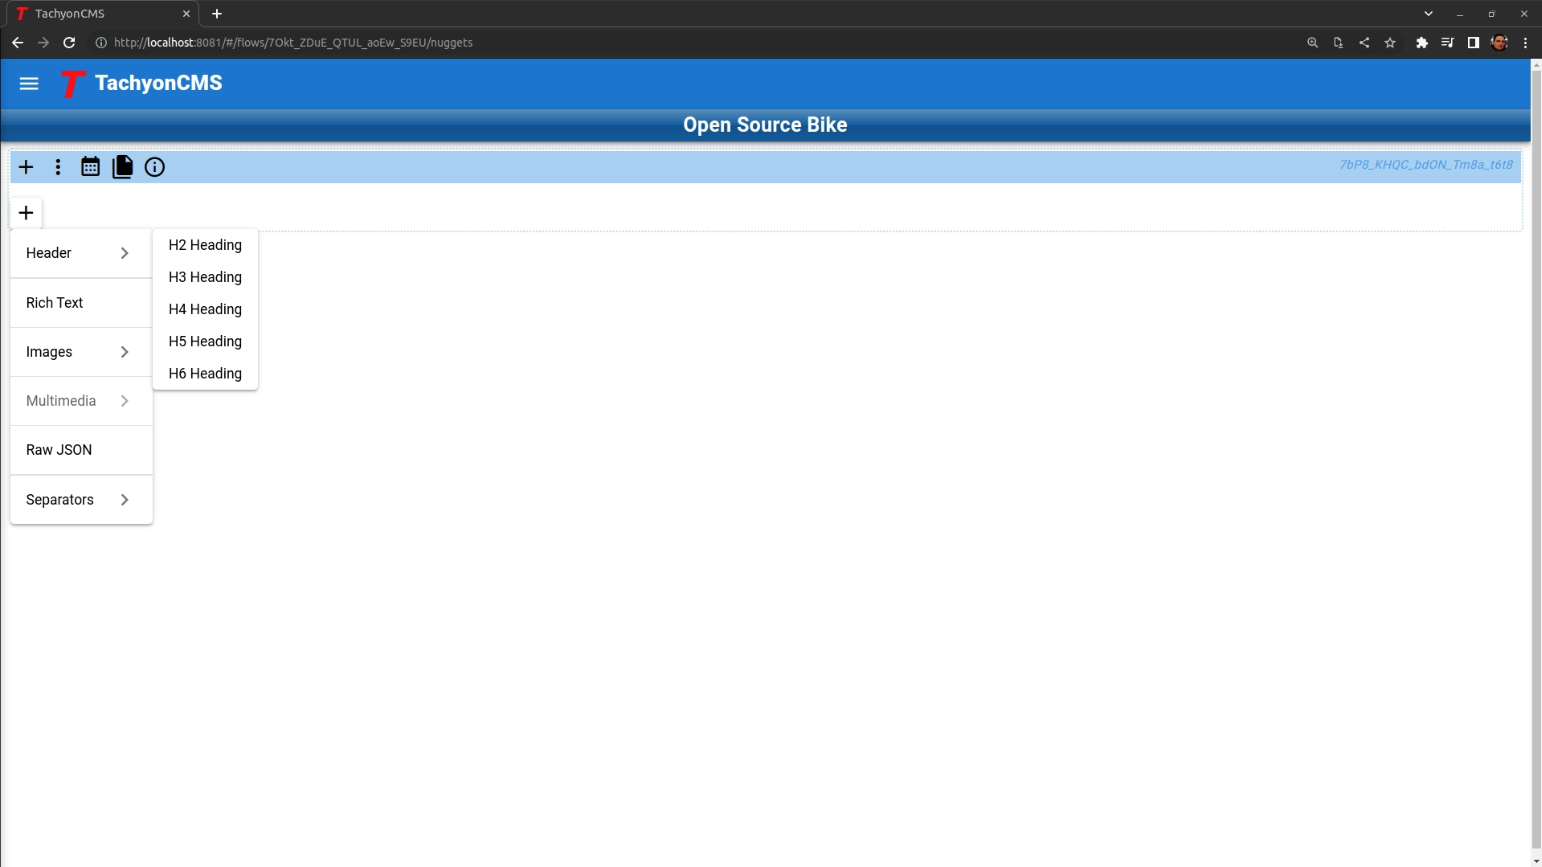 TachyonCMS
http://localhost:8081/#/flows/7Okt_ZDuE_QTUL_aoEw_S9EU/nuggets
TachyonCMS
Open Source Bike
7bP8_KHQC_bdON_Tm8a_t6t8
Header
Rich Text
Images
Multimedia
Raw JSON
Separators
H2 Heading
H3 Heading
H4 Heading
H5 Heading
H6 Heading